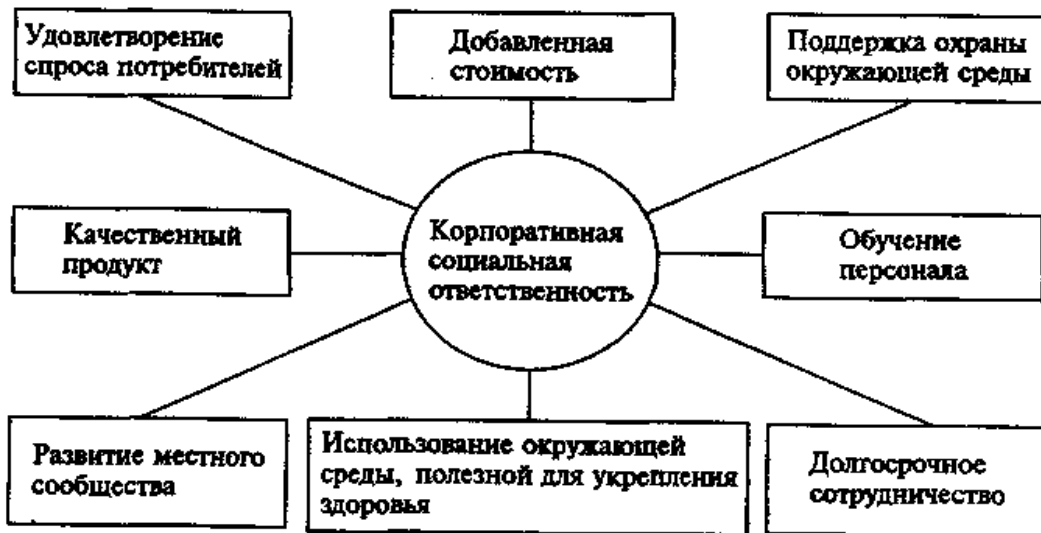 Удовлетворение
спроса потребителей
Добавленная
стоимость
Поддержка охраны
окружающей среды
Качественный
продукт
Корпоративная
социальная
ответственность
Обучение
персонала
Развитие местного
сообщества
Использование окружающей
среды, полезной для укрепления
здоровья
Долгосрочное
сотрудничество